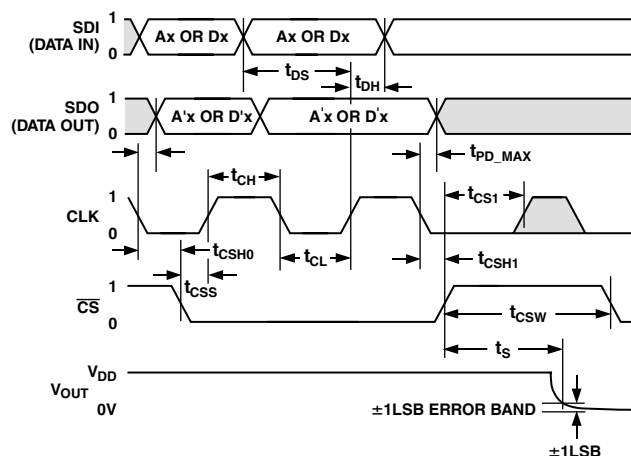 SDI
(DATA IN)
1
0
Ax OR Dx
Ax OR Dx
tDS
tDH
SDO
(DATA OUT)
1
0
A'x OR D'x
A'x OR D'x
tPD_MAX
CLK
1
0
tCH
tCL
tCS1
tCSH0
tCSH1
tCSS
CS
1
0
tCSW
tS
VDD
VOUT
0V
±1LSB ERROR BAND
±1LSB